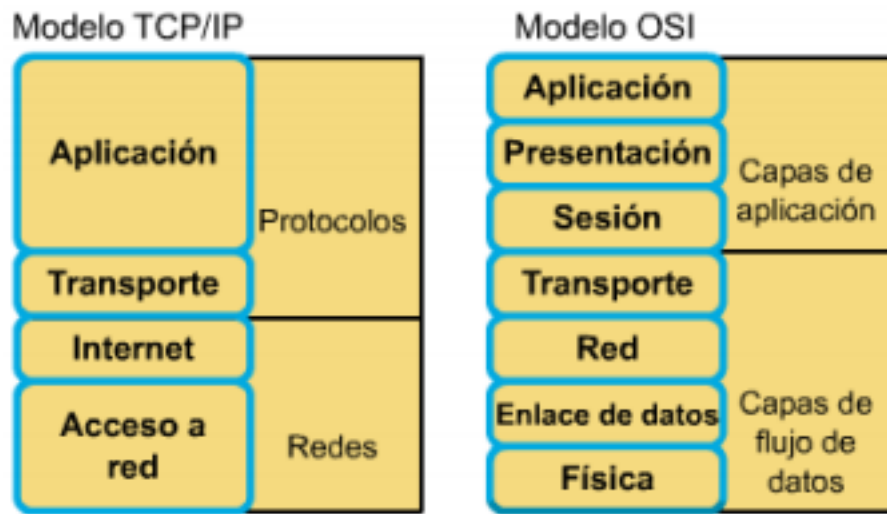 Modelo TCP/IP
Aplicación
Transporte
Internet
Acceso a
red
Protocolos
Redes
Modelo OSI
Aplicación
Presentación
Sesión
Transporte
Red
Enlace de datos
Física
Capas de
aplicación
Capas de
flujo de
datos